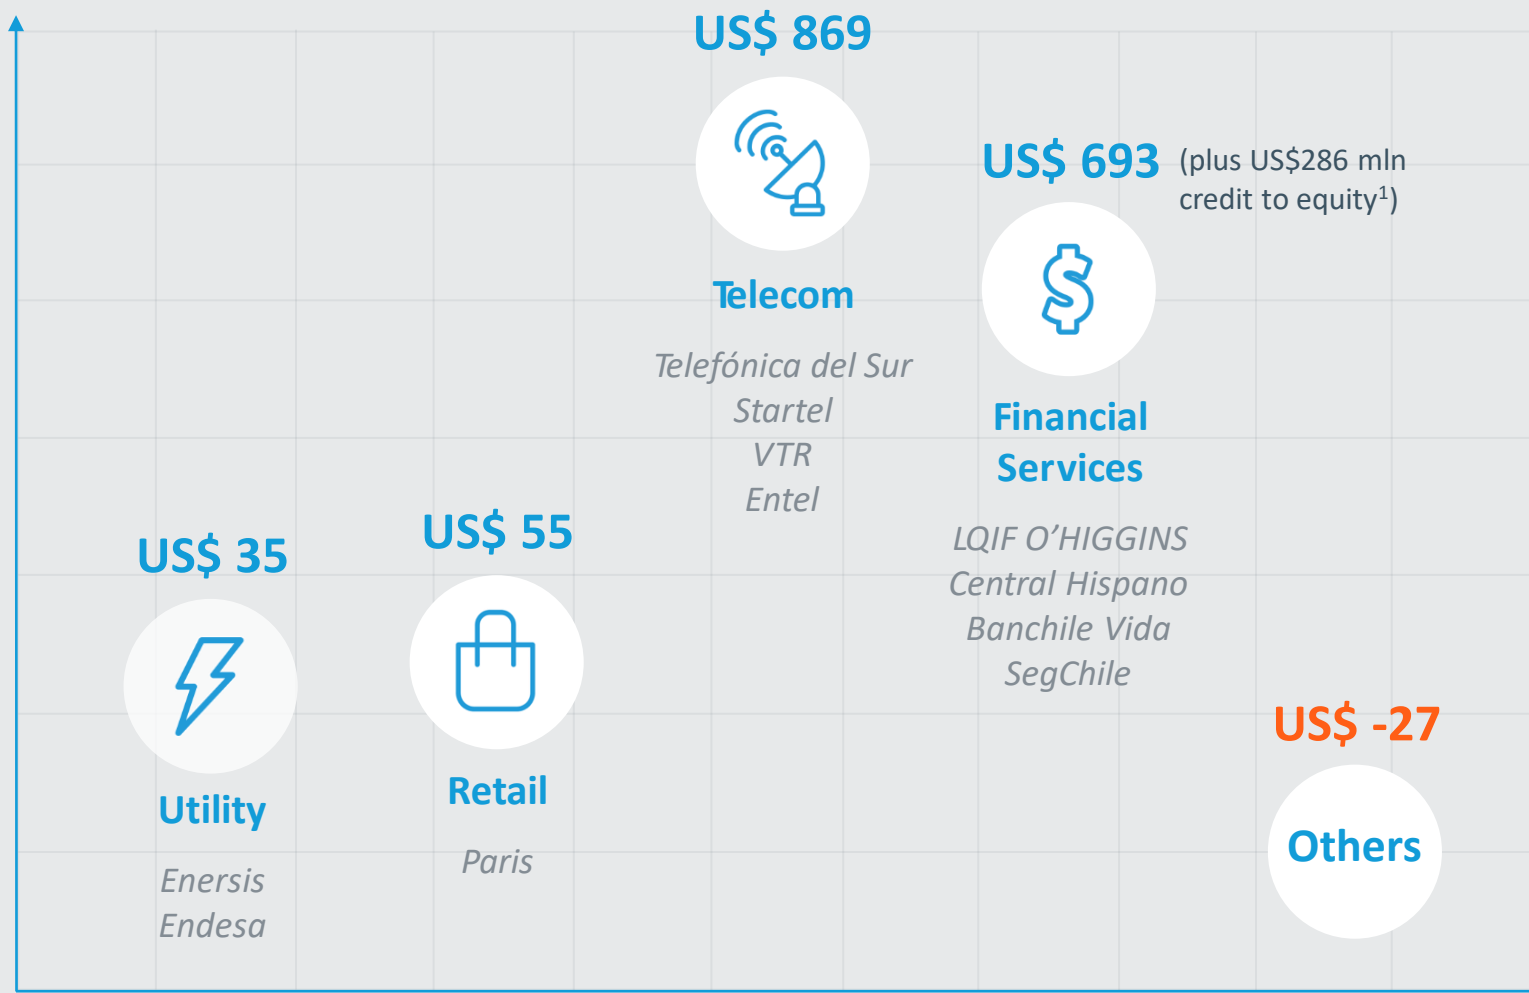 US$ 869
Telecom
Telefónica del Sur
Startel
VTR
Entel
US$ 693 (plus US$286 mln
credit to equity¹)
Financial
Services
LQIF O’HIGGINS
Central Hispano
Banchile Vida
SegChile
US$ 35
Utility
Enersis
Endesa
US$ 55
Retail
Paris
US$ -27
Others